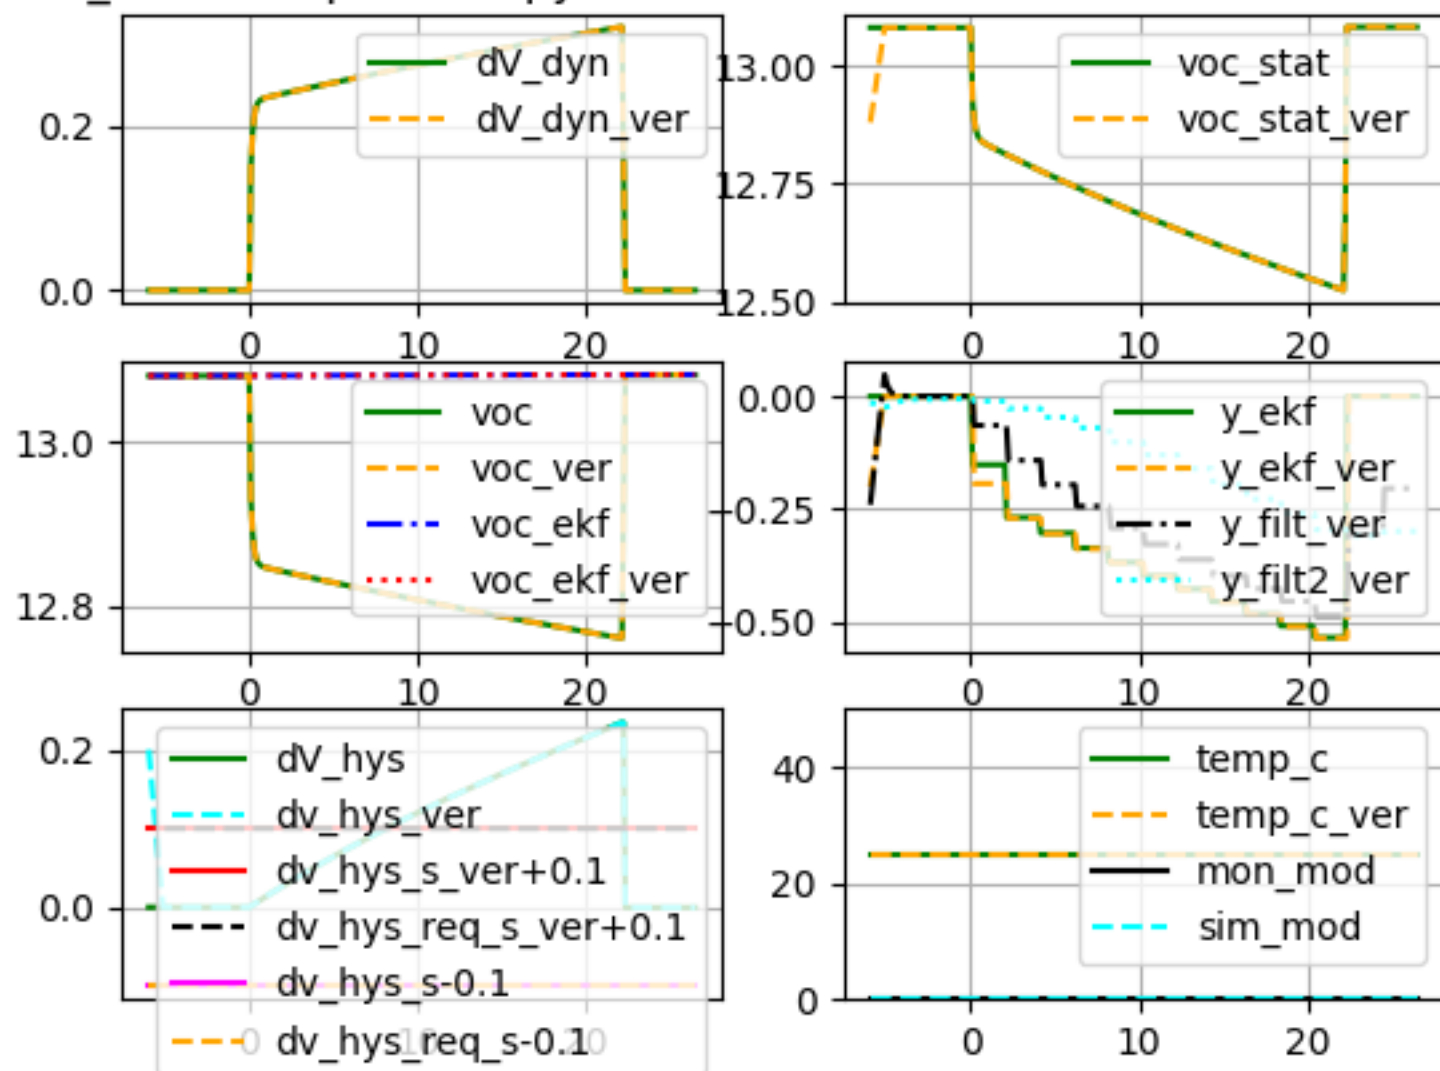 dV_dyn
dV_dyn_ver
0.2
0.0
0 10 20
voc_stat
voc_stat_ver
13.00
12.75
12.50
0 10 20
voc
voc_ver
voc_ekf
voc_ekf_ver
13.0
12.8
0 10 20
y_ekf
y_ekf_ver
y_filt_ver
y_filt2_ver
0.00
−0.25
−0.50
0 10 20
dV_hys
dv_hys_ver
dv_hys_s_ver+0.1
dv_hys_req_s_ver+0.1
dv_hys_s-0.1
dv_hys_req_s-0.1
0.2
0.0
0 10 20
temp_c
temp_c_ver
mon_mod
sim_mod
40
20
0
0 10 20